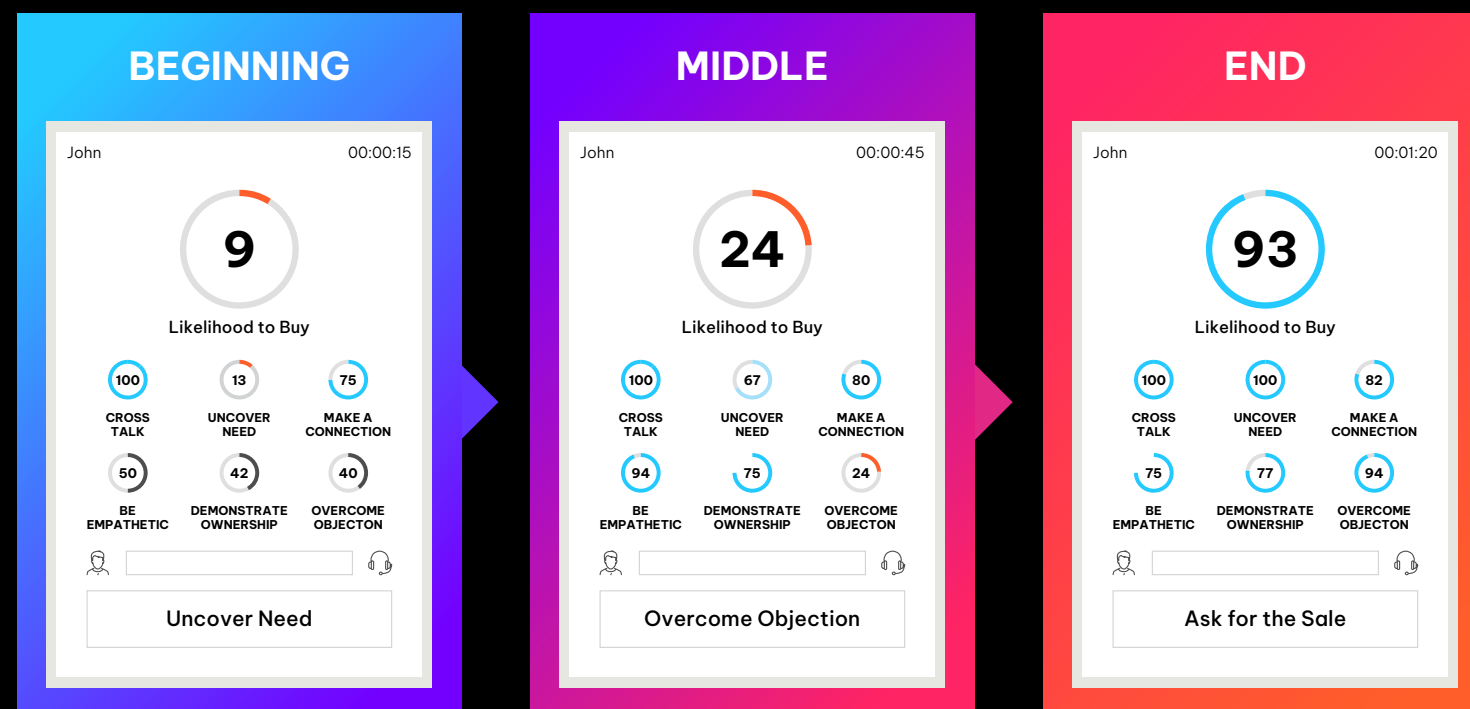 BEGINNING
John 00:00:15
9
Likelihood to Buy
100 13 75
CROSS UNCOVER MAKE A
TALK NEED CONNECTION
50 42 40
BE DEMONSTRATE OVERCOME
EMPATHETIC OWNERSHIP OBJECTON
Uncover Need
MIDDLE
John 00:00:45
24
Likelihood to Buy
100 67 80
CROSS UNCOVER MAKE A
TALK NEED CONNECTION
94 75 24
BE DEMONSTRATE OVERCOME
EMPATHETIC OWNERSHIP OBJECTON
Overcome Objection
END
John 00:01:20
93
Likelihood to Buy
100 100 82
CROSS UNCOVER MAKE A
TALK NEED CONNECTION
75 77 94
BE DEMONSTRATE OVERCOME
EMPATHETIC OWNERSHIP OBJECTON
Ask for the Sale